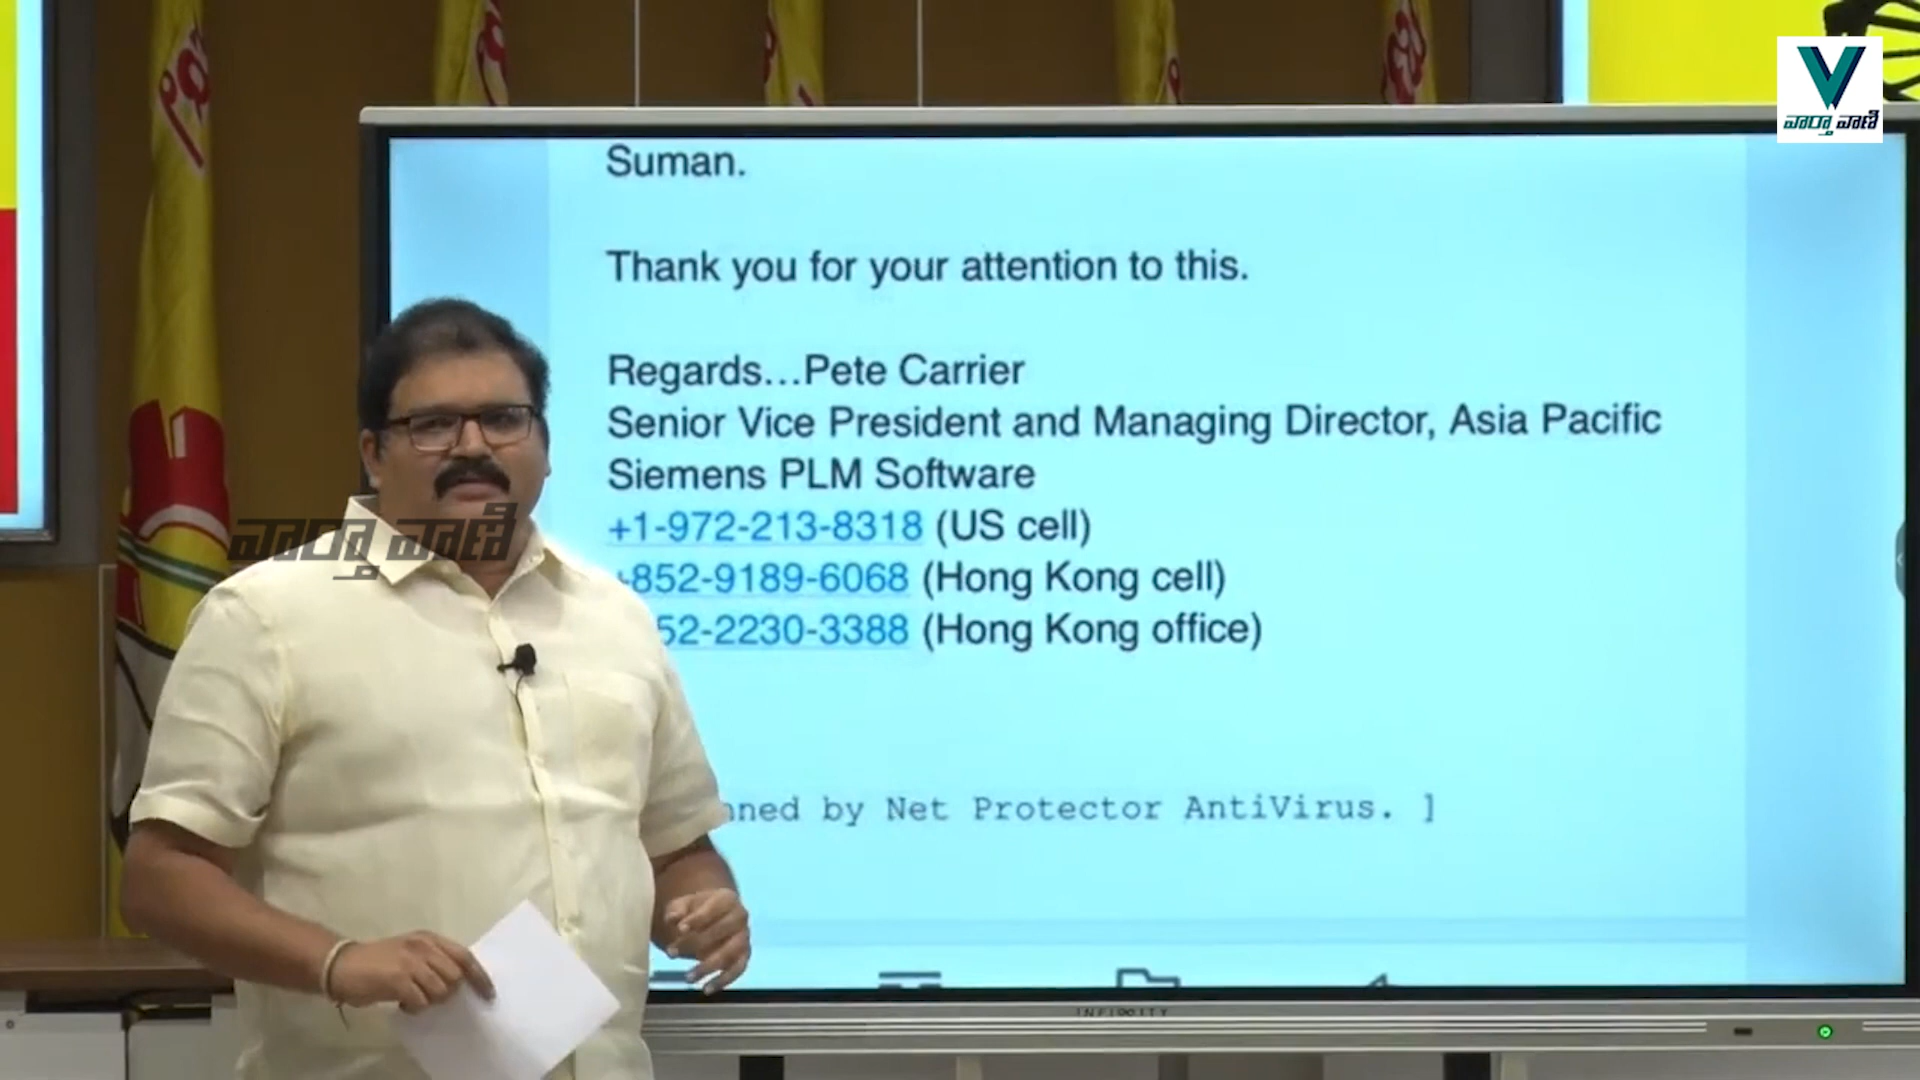 వార్తా వాణి
Suman.
Thank you for your attention to this.
Regards...Pete Carrier
Senior Vice President and Managing Director, Asia Pacific
Siemens PLM Software
+1-972-213-8318 (US cell)
+852-9189-6068 (Hong Kong cell)
52-2230-3388 (Hong Kong office)
వార్తా వాణి
by Net Protector AntiVirus. ]
INFINITY